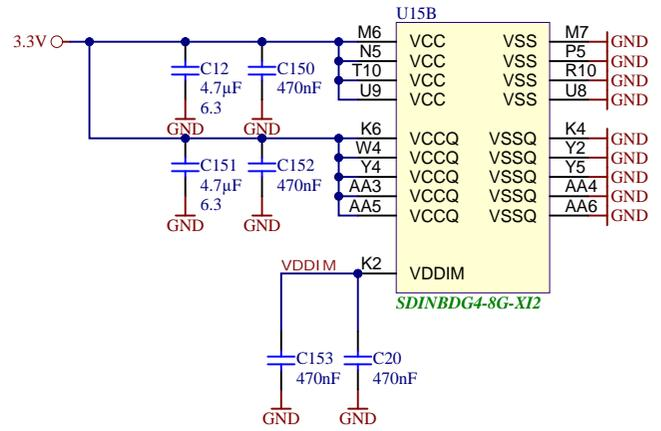 U15B
3.3V
M6 VCC VSS M7 GND
N5 VCC VSS P5 GND
T10 VCC VSS R10 GND
U9 VCC VSS U8 GND
C12
4.7µF
6.3
GND
C150
470nF
GND
K6 VCCQ VSSQ K4 GND
W4 VCCQ VSSQ Y2 GND
Y4 VCCQ VSSQ Y5 GND
AA3 VCCQ VSSQ AA4 GND
AA5 VCCQ VSSQ AA6 GND
C151
4.7µF
6.3
GND
C152
470nF
GND
VDDIM K2 VDDIM
SDINBDG4-8G-XI2
C153
470nF
GND
C20
470nF
GND